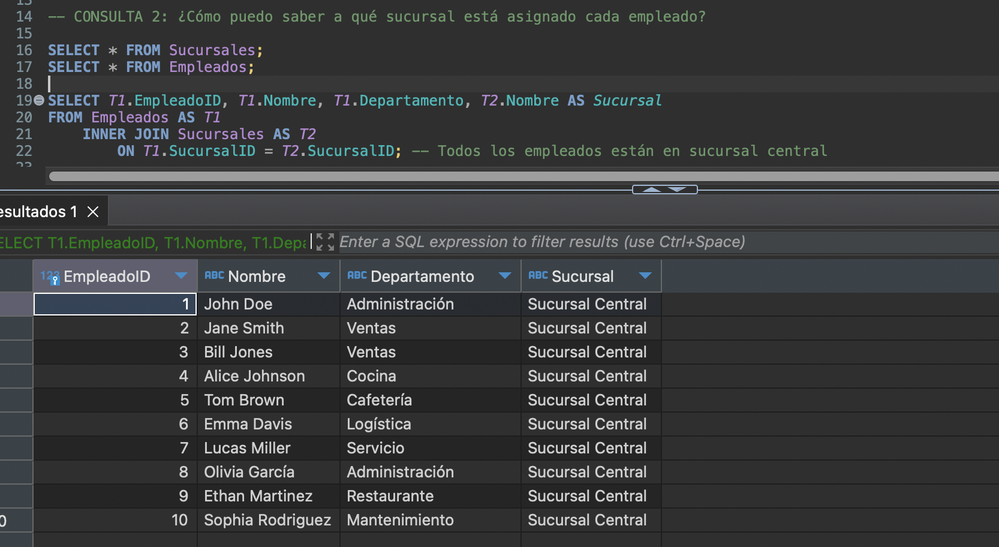 14 -- CONSULTA 2: ¿Cómo puedo saber a qué sucursal está asignado cada empleado?
15
16 SELECT * FROM Sucursales;
17 SELECT * FROM Empleados;
18
19 SELECT T1.EmpleadoID, T1.Nombre, T1.Departamento, T2.Nombre AS Sucursal
20 FROM Empleados AS T1
21 INNER JOIN Sucursales AS T2
22 ON T1.SucursalID = T2.SucursalID; -- Todos los empleados están en sucursal central
esultados 1
ELECT T1.EmpleadoID, T1.Nombre, T1.Depa Enter a SQL expression to filter results (use Ctrl+Space)
123 EmpleadoID ABC Nombre ABC Departamento ABC Sucursal
1 John Doe Administración Sucursal Central
2 Jane Smith Ventas Sucursal Central
3 Bill Jones Ventas Sucursal Central
4 Alice Johnson Cocina Sucursal Central
5 Tom Brown Cafetería Sucursal Central
6 Emma Davis Logística Sucursal Central
7 Lucas Miller Servicio Sucursal Central
8 Olivia García Administración Sucursal Central
9 Ethan Martinez Restaurante Sucursal Central
0 10 Sophia Rodriguez Mantenimiento Sucursal Central